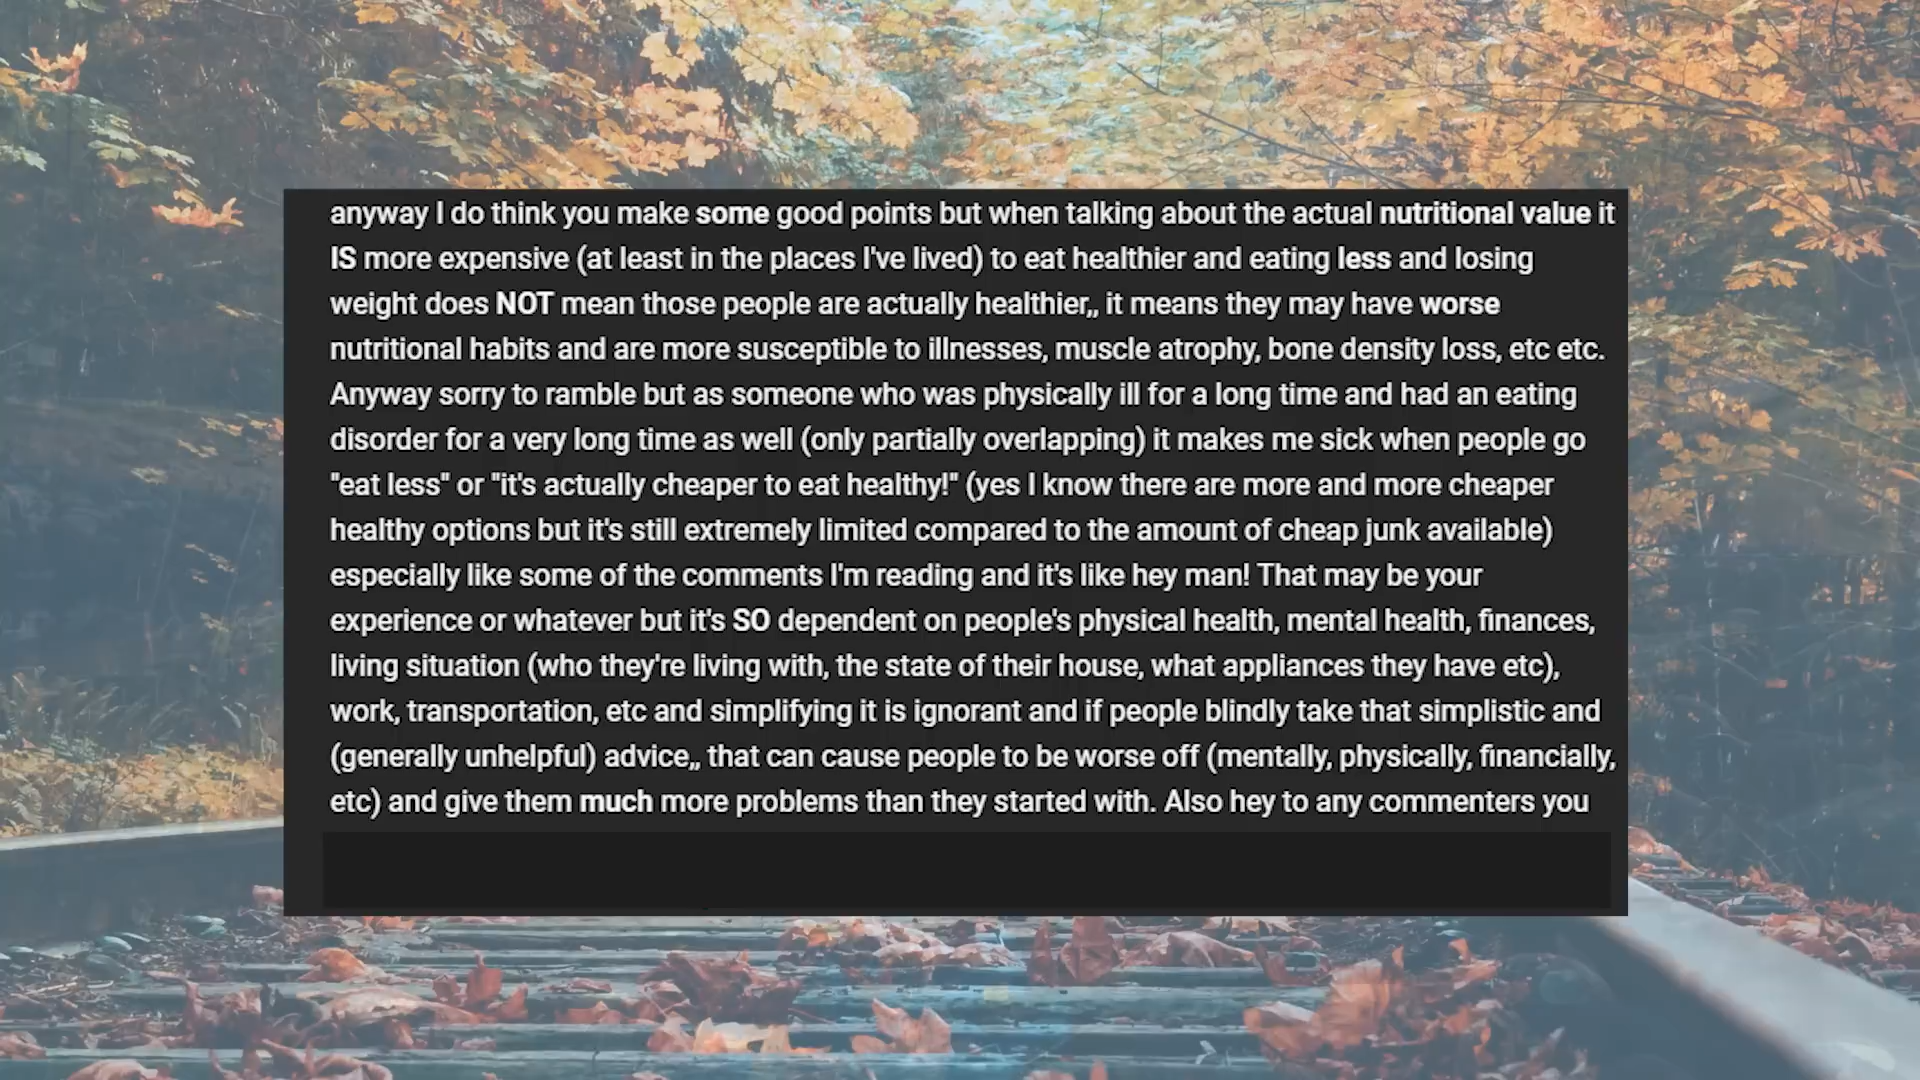 anyway I do think you make some good points but when talking about the actual nutritional value it
IS more expensive (at least in the places I've lived) to eat healthier and eating less and losing
weight does NOT mean those people are actually healthier,, it means they may have worse
nutritional habits and are more susceptible to illnesses, muscle atrophy, bone density loss, etc etc.
Anyway sorry to ramble but as someone who was physically ill for a long time and had an eating
disorder for a very long time as well (only partially overlapping) it makes me sick when people go
"eat less" or "it's actually cheaper to eat healthy!" (yes I know there are more and more cheaper
healthy options but it's still extremely limited compared to the amount of cheap junk available)
especially like some of the comments I'm reading and it's like hey man! That may be your
experience or whatever but it's SO dependent on people's physical health, mental health, finances,
living situation (who they're living with, the state of their house, what appliances they have etc),
work, transportation, etc and simplifying it is ignorant and if people blindly take that simplistic and
(generally unhelpful) advice,, that can cause people to be worse off (mentally, physically, financially,
etc) and give them much more problems than they started with. Also hey to any commenters you